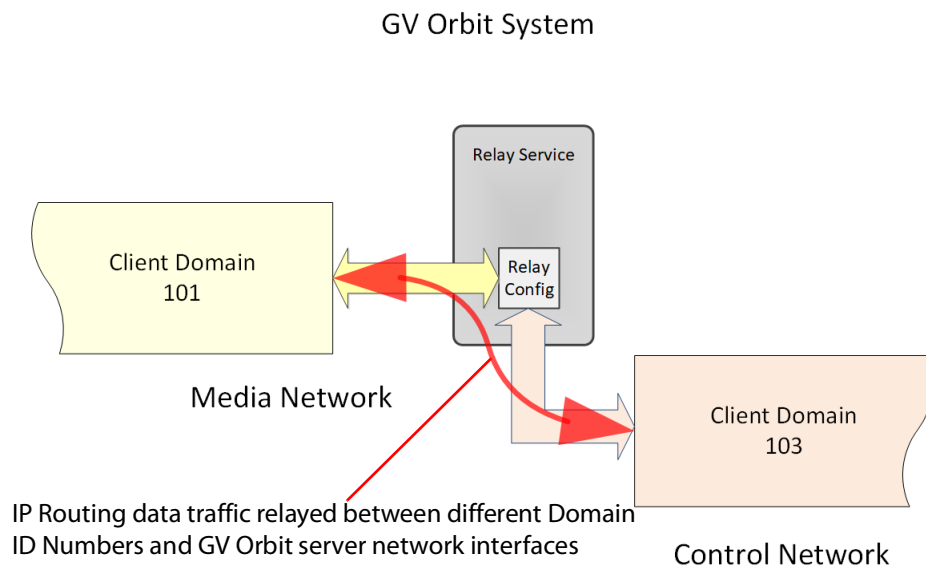 GV Orbit System
Relay Service
Relay
Config
Client Domain
101
Media Network
Client Domain
103
IP Routing data traffic relayed between different Domain
ID Numbers and GV Orbit server network interfaces
Control Network